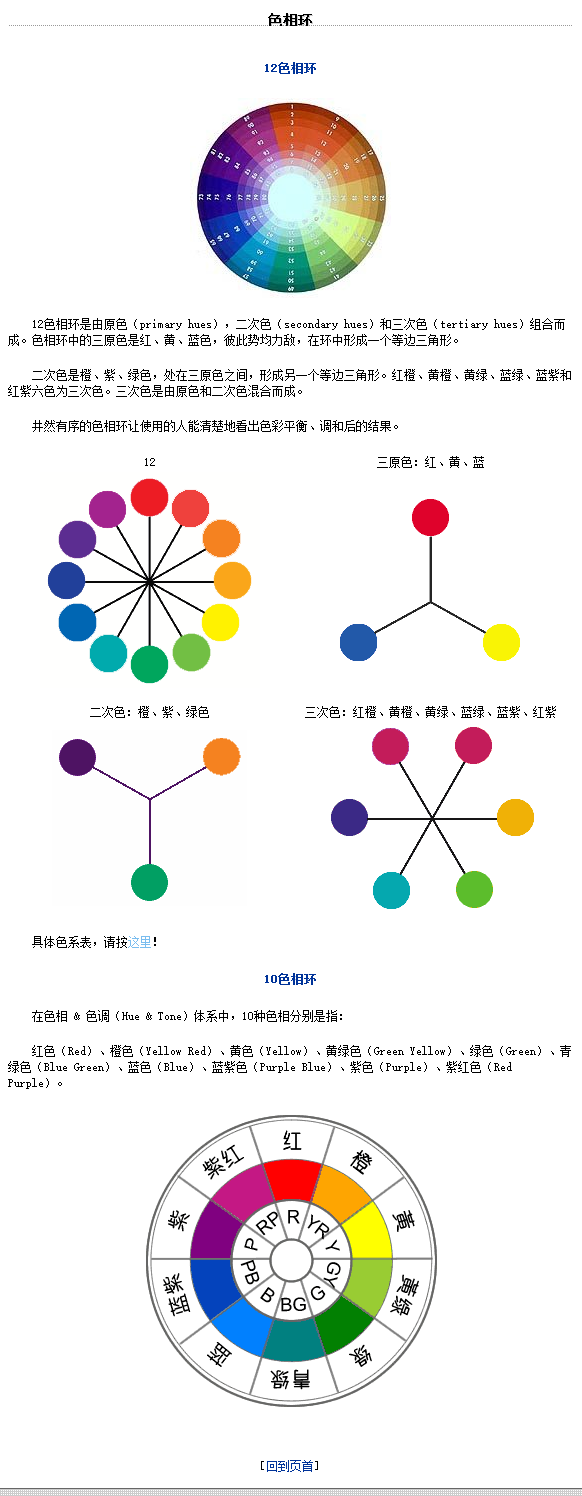 色相环
12色相环
12色相环是由原色（primary hues），二次色（secondary hues）和三次色（tertiary hues）组合而
成。色相环中的三原色是红、黄、蓝色，彼此势均力敌，在环中形成一个等边三角形。
二次色是橙、紫、绿色，处在三原色之间，形成另一个等边三角形。红橙、黄橙、黄绿、蓝绿、蓝紫和
红紫六色为三次色。三次色是由原色和二次色混合而成。
井然有序的色相环让使用的人能清楚地看出色彩平衡、调和后的结果。
12
三原色：红、黄、蓝
二次色：橙、紫、绿色
三次色：红橙、黄橙、黄绿、蓝绿、蓝紫、红紫
具体色系表，请按这里！
10色相环
在色相 & 色调（Hue & Tone）体系中，10种色相分别是指：
红色（Red）、橙色（Yellow Red）、黄色（Yellow）、黄绿色（Green Yellow）、绿色（Green）、青
绿色（Blue Green）、蓝色（Blue）、蓝紫色（Purple Blue）、紫色（Purple）、紫红色（Red
Purple）。
红
橙
黄
黄绿
绿
青绿
蓝
蓝紫
紫
紫红
R
YR
Y
GY
G
BG
B
PB
P
RP
[回到页首]